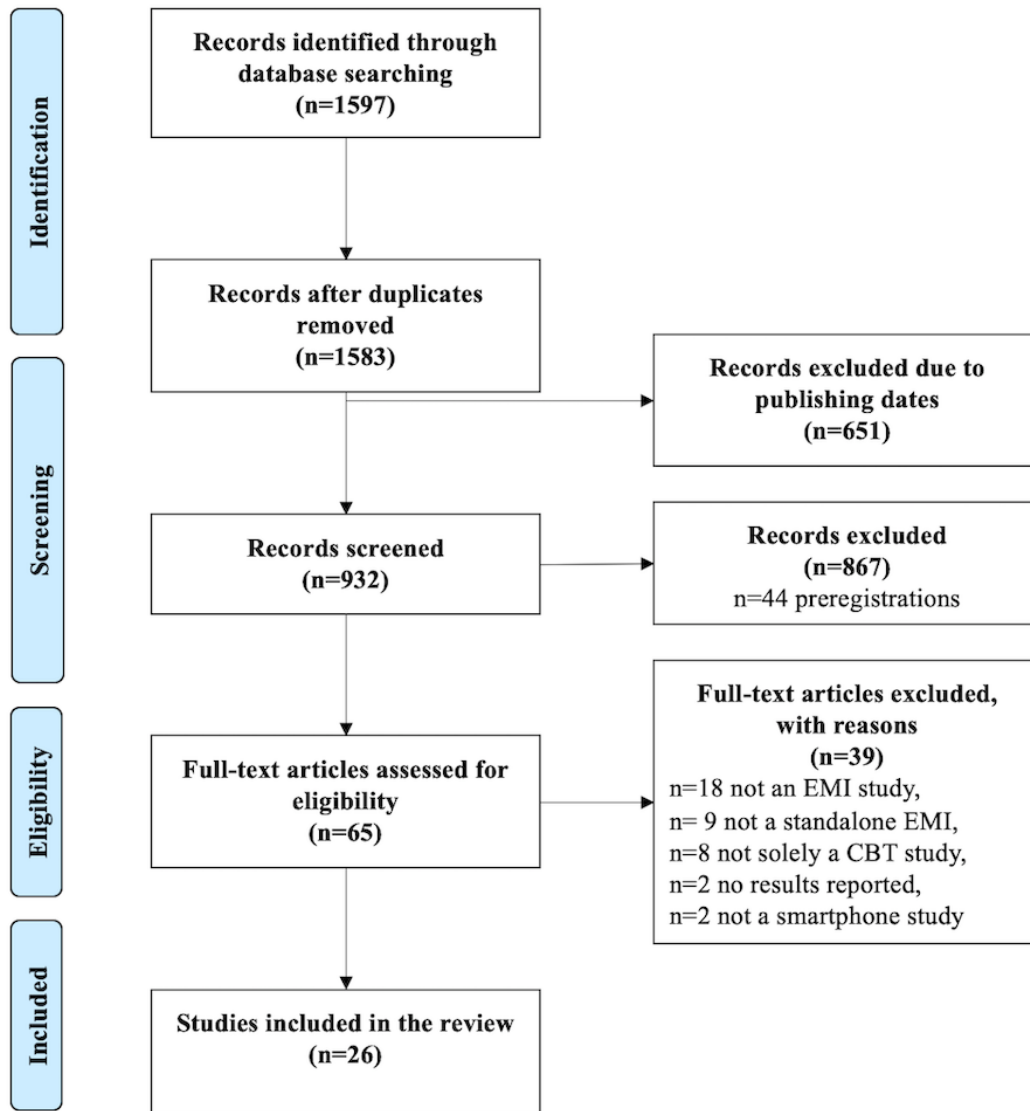 Identification
Records identified through
database searching
(n=1597)
Records after duplicates
removed
(n=1583)
Screening
Records excluded due to
publishing dates
(n=651)
Records screened
(n=932)
Records excluded
(n=867)
n=44 preregistrations
Eligibility
Full-text articles assessed for
eligibility
(n=65)
Full-text articles excluded,
with reasons
(n=39)
n=18 not an EMI study,
n= 9 not a standalone EMI,
n=8 not solely a CBT study,
n=2 no results reported,
n=2 not a smartphone study
Included
Studies included in the review
(n=26)